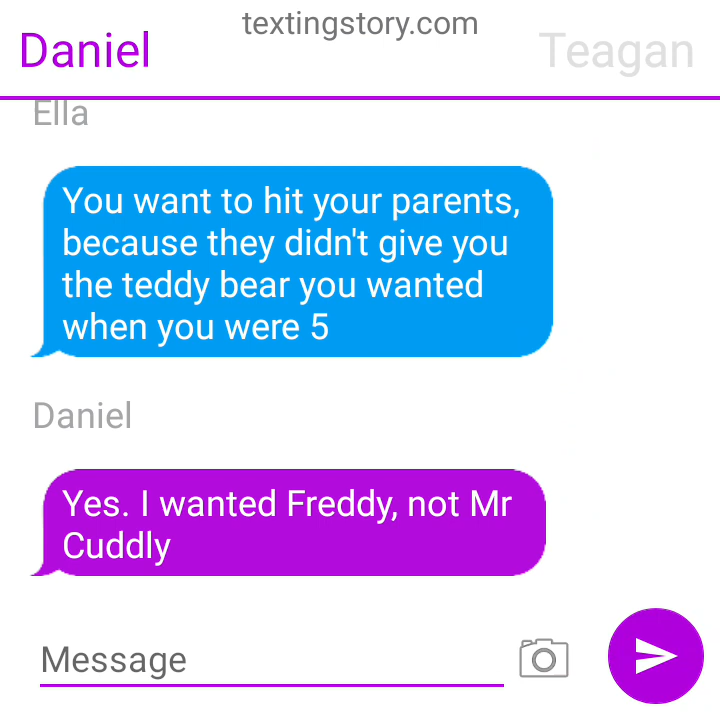 textingstory.com
Daniel
Teagan
Ella
You want to hit your parents,
because they didn't give you
the teddy bear you wanted
when you were 5
Daniel
Yes. I wanted Freddy, not Mr
Cuddly
Message